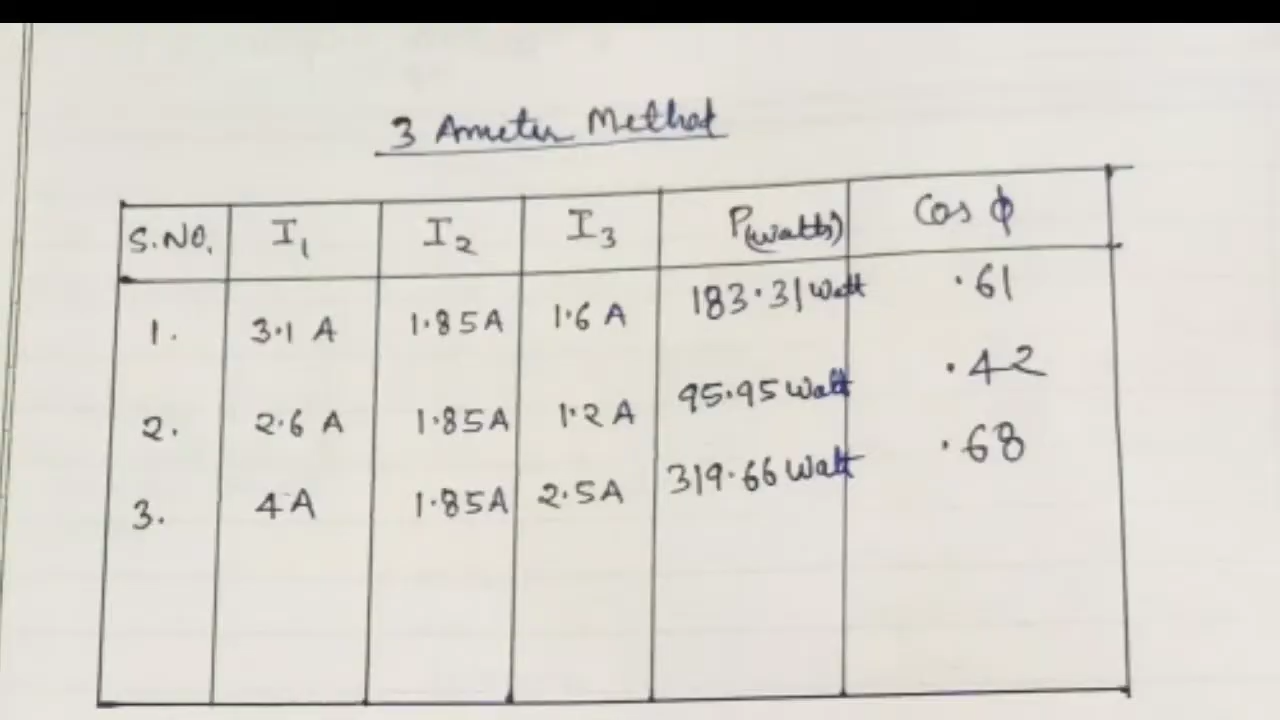 3 Ameter Method
S.NO. I₁ I₂ I₃ P(watts) Cos φ
1. 3.1 A 1.85A 1.6 A 183.31 Watt .61
2. 2.6 A 1.85A 1.2 A 95.95 Watt .42
3. 4 A 1.85A 2.5A 319.66 Watt .68